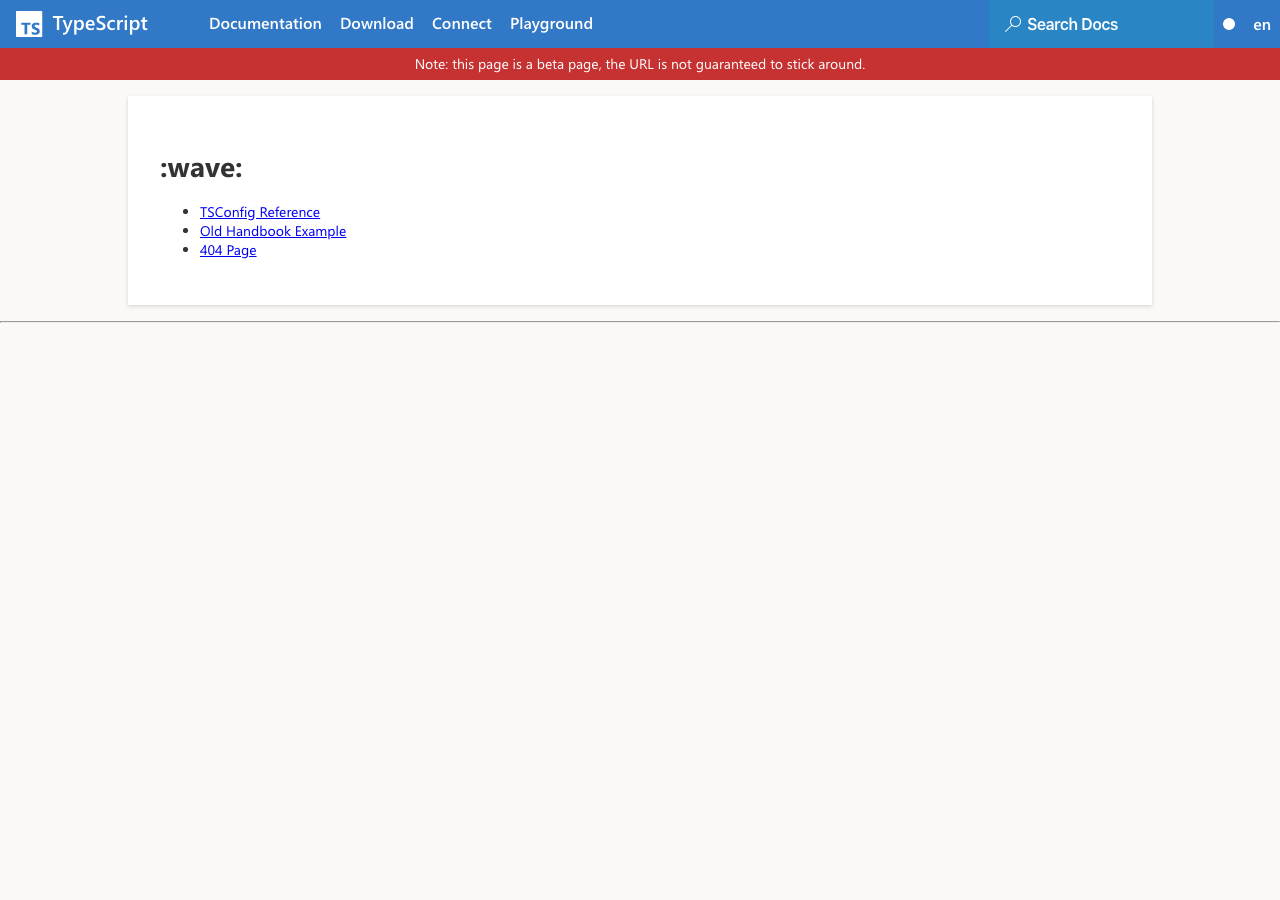 TS TypeScript Documentation Download Connect Playground Search Docs en
Note: this page is a beta page, the URL is not guaranteed to stick around.
:wave:
TSConfig Reference
Old Handbook Example
404 Page